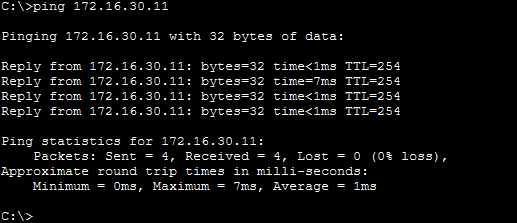 C:\>ping 172.16.30.11
Pinging 172.16.30.11 with 32 bytes of data:
Reply from 172.16.30.11: bytes=32 time<1ms TTL=254
Reply from 172.16.30.11: bytes=32 time=7ms TTL=254
Reply from 172.16.30.11: bytes=32 time<1ms TTL=254
Reply from 172.16.30.11: bytes=32 time<1ms TTL=254
Ping statistics for 172.16.30.11:
    Packets: Sent = 4, Received = 4, Lost = 0 (0% loss),
Approximate round trip times in milli-seconds:
    Minimum = 0ms, Maximum = 7ms, Average = 1ms
C:\>